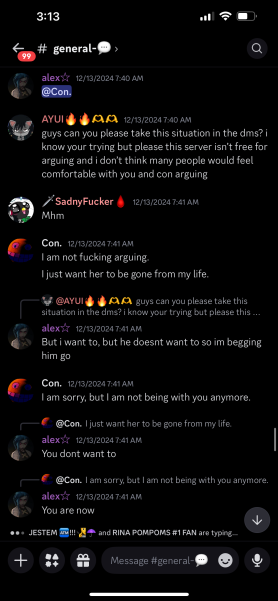 3:13
99
# general-💬 ›
alex☆ 12/13/2024 7:40 AM
@Con.
AYUI🔥🔥🫶🫶 12/13/2024 7:40 AM
guys can you please take this situation in the dms? i
know your trying but please this server isn't free for
arguing and i don't think many people would feel
comfortable with you and con arguing
🗡️SadnyFucker🩸 12/13/2024 7:41 AM
Mhm
Con. 12/13/2024 7:41 AM
I am not fucking arguing.
I just want her to be gone from my life.
@AYUI🔥🔥🫶🫶 guys can you please take this
situation in the dms? i know your trying but please this ...
alex☆ 12/13/2024 7:41 AM
But i want to, but he doesnt want to so im begging
him go
Con. 12/13/2024 7:41 AM
I am sorry, but I am not being with you anymore.
@Con. I just want her to be gone from my life.
alex☆ 12/13/2024 7:41 AM
You dont want to
@Con. I am sorry, but I am not being with you anymore.
alex☆ 12/13/2024 7:41 AM
You are now
JESTEM 🏧!!! and RINA POMPOMS #1 FAN are typing...
Message #general-💬